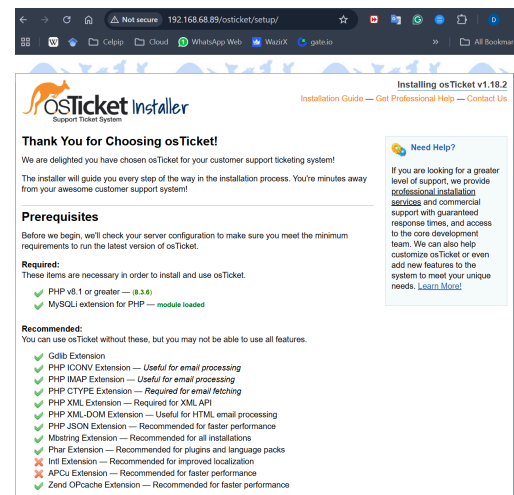 Not secure 192.168.68.89/osticket/setup/
W Celpip Cloud WhatsApp Web WazirX gate.io » All Bookmar
Installing osTicket v1.18.2
Installation Guide — Get Professional Help — Contact Us
osTicket Installer
Support Ticket System
Thank You for Choosing osTicket!
We are delighted you have chosen osTicket for your customer support ticketing system!
The installer will guide you every step of the way in the installation process. You're minutes away
from your awesome customer support system!
Prerequisites
Before we begin, we'll check your server configuration to make sure you meet the minimum
requirements to run the latest version of osTicket.
Required:
These items are necessary in order to install and use osTicket.
PHP v8.1 or greater — (8.3.6)
MySQLi extension for PHP — module loaded
Recommended:
You can use osTicket without these, but you may not be able to use all features.
Gdlib Extension
PHP ICONV Extension — Useful for email processing
PHP IMAP Extension — Useful for email processing
PHP CTYPE Extension — Required for email fetching
PHP XML Extension — Required for XML API
PHP XML-DOM Extension — Useful for HTML email processing
PHP JSON Extension — Recommended for faster performance
Mbstring Extension — Recommended for all installations
Phar Extension — Recommended for plugins and language packs
Intl Extension — Recommended for improved localization
APCu Extension — Recommended for faster performance
Zend OPcache Extension — Recommended for faster performance
Need Help?
If you are looking for a greater
level of support, we provide
professional installation
services and commercial
support with guaranteed
response times, and access
to the core development
team. We can also help
customize osTicket or even
add new features to the
system to meet your unique
needs. Learn More!